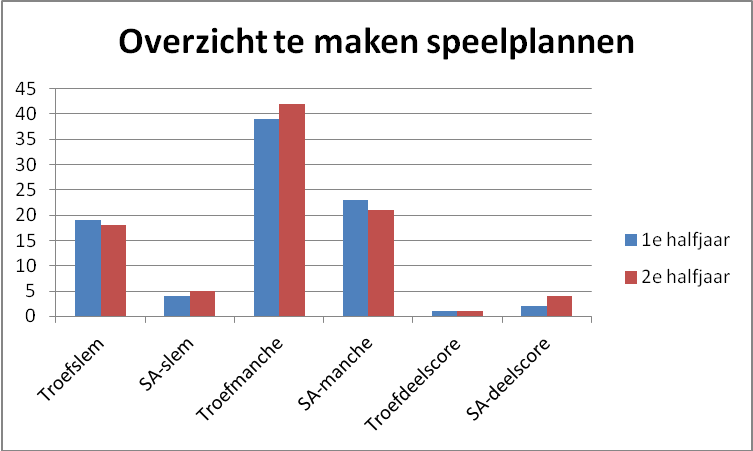 Overzicht te maken speelplannen
45
40
35
30
25
20
15
10
5
0
Troefslem
SA-slem
Troefmanche
SA-manche
Troefdeelscore
SA-deelscore
1e halfjaar
2e halfjaar